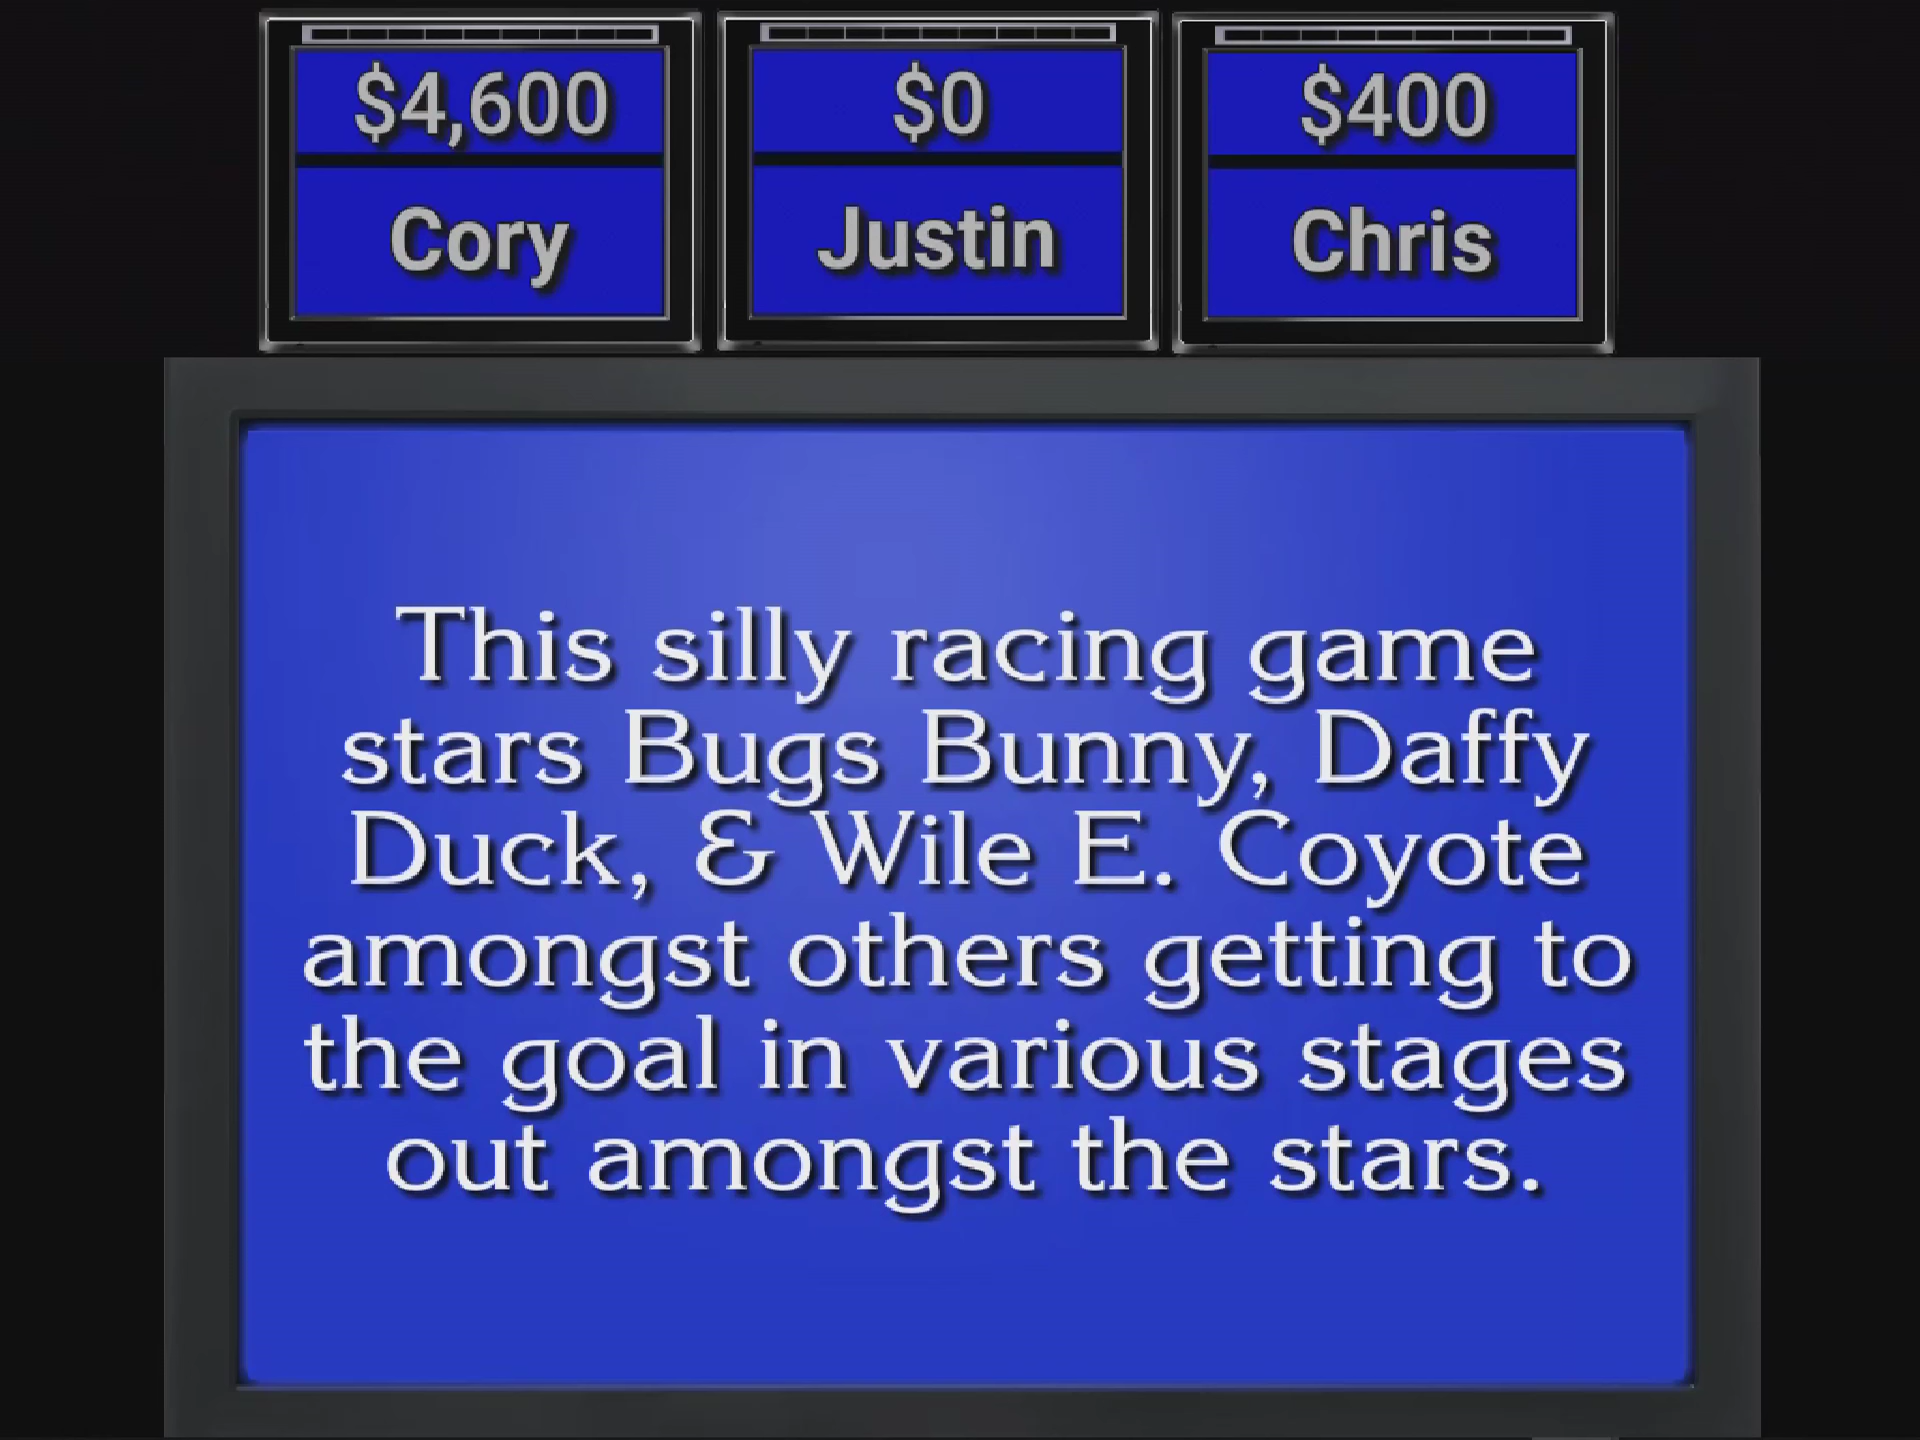 $4,600
$0
$400
Cory
Justin
Chris
This silly racing game
stars Bugs Bunny, Daffy
Duck, & Wile E. Coyote
amongst others getting to
the goal in various stages
out amongst the stars.